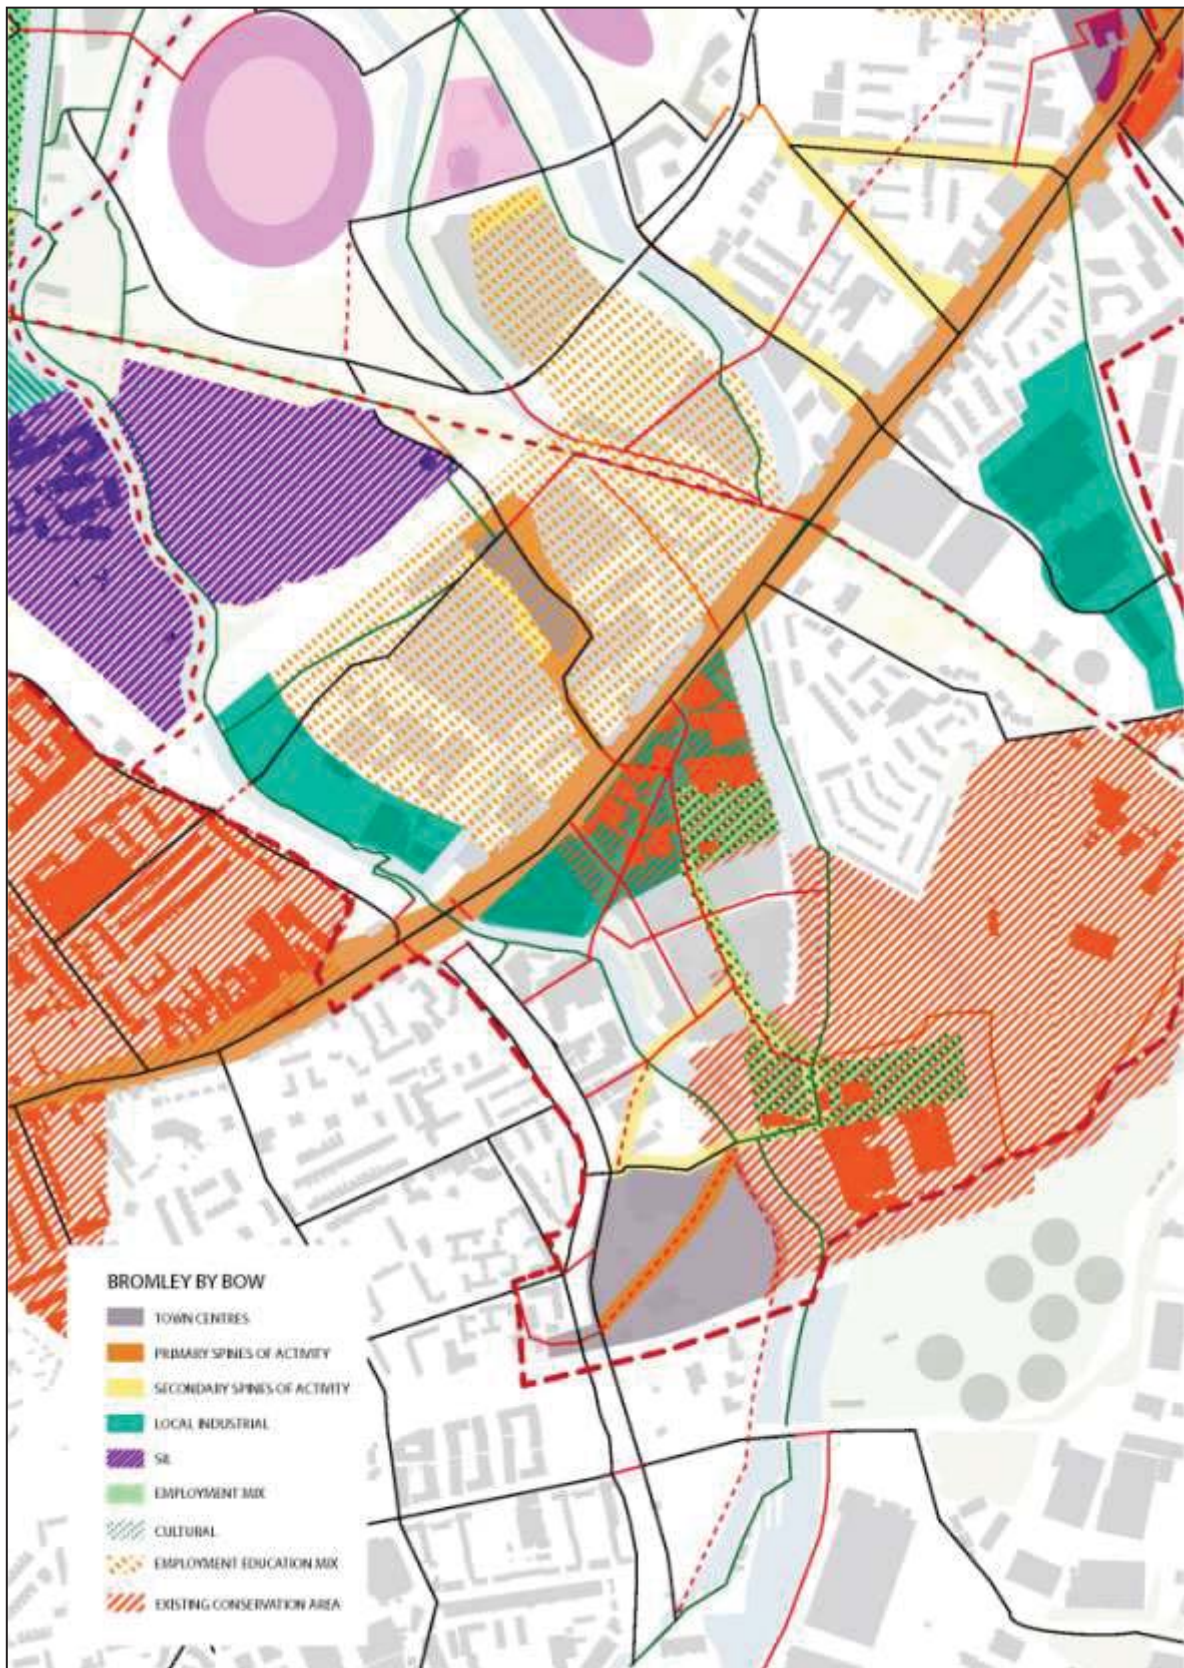 BROMLEY BY BOW
TOWN CENTRES
PRIMARY SPINES OF ACTIVITY
SECONDARY SPINES OF ACTIVITY
LOCAL INDUSTRIAL
SIL
EMPLOYMENT MIX
CULTURAL
EMPLOYMENT EDUCATION MIX
EXISTING CONSERVATION AREA